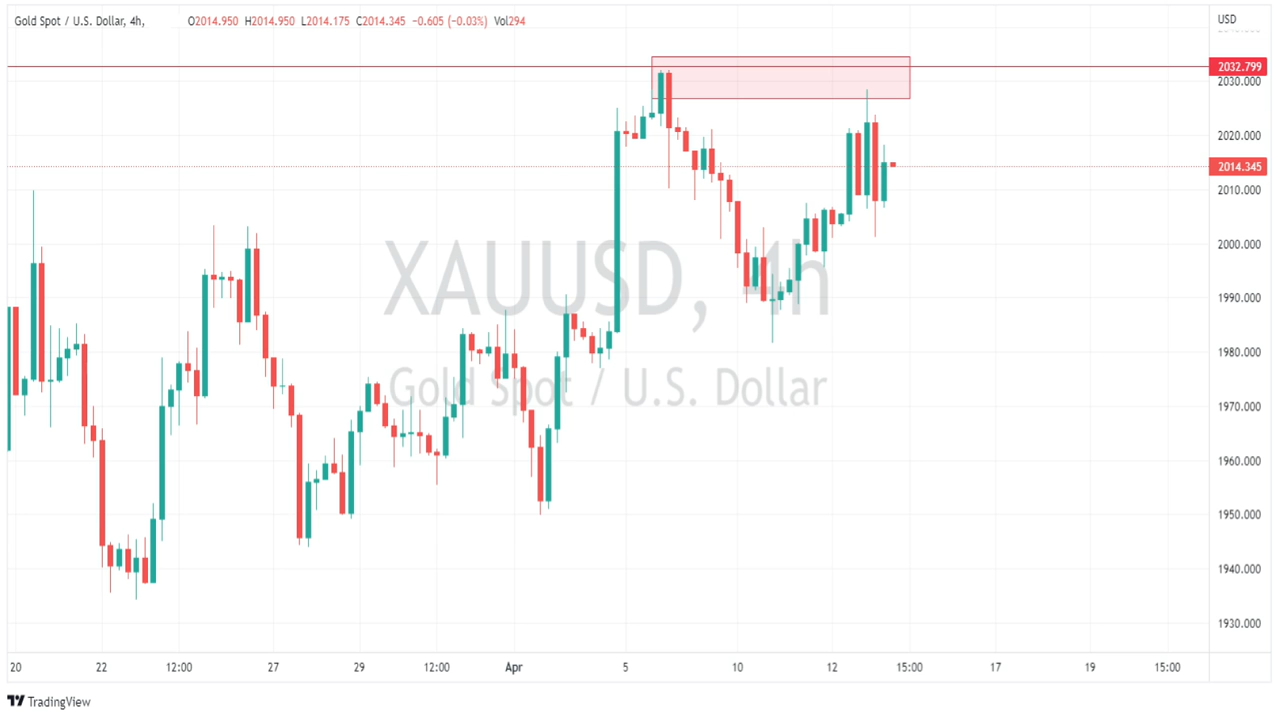 Gold Spot / U.S. Dollar, 4h, O2014.950 H2014.950 L2014.175 C2014.345 −0.605 (−0.03%) Vol294
USD
2032.799
2030.000
2020.000
2014.345
2010.000
2000.000
1990.000
1980.000
1970.000
1960.000
1950.000
1940.000
1930.000
XAUUSD, 4h
Gold Spot / U.S. Dollar
20 22 12:00 27 29 12:00 Apr 5 10 12 15:00 17 19 15:00
TradingView